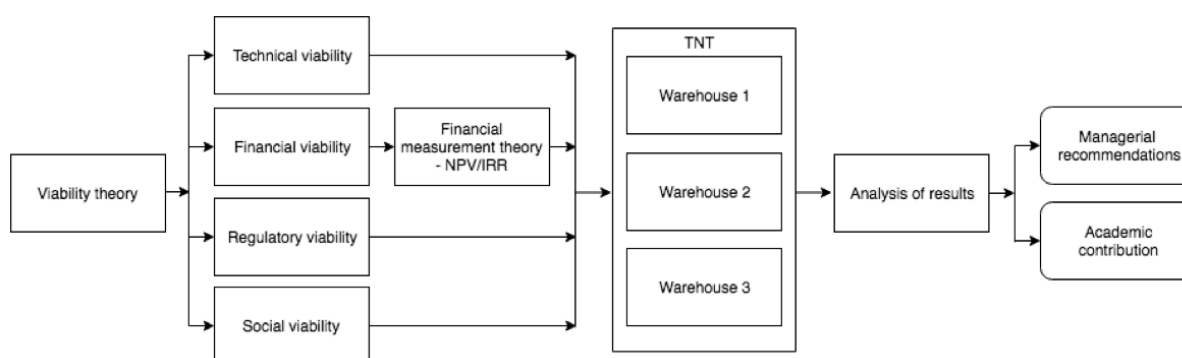 Viability theory
Technical viability
Financial viability
Regulatory viability
Social viability
Financial
measurement theory
- NPV/IRR
TNT
Warehouse 1
Warehouse 2
Warehouse 3
Analysis of results
Managerial
recommendations
Academic
contribution